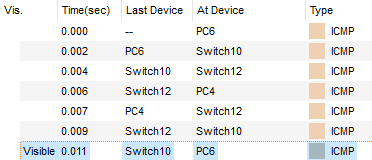 Vis. Time(sec) Last Device At Device Type
0.000 -- PC6 ICMP
0.002 PC6 Switch10 ICMP
0.004 Switch10 Switch12 ICMP
0.006 Switch12 PC4 ICMP
0.007 PC4 Switch12 ICMP
0.009 Switch12 Switch10 ICMP
Visible 0.011 Switch10 PC6 ICMP